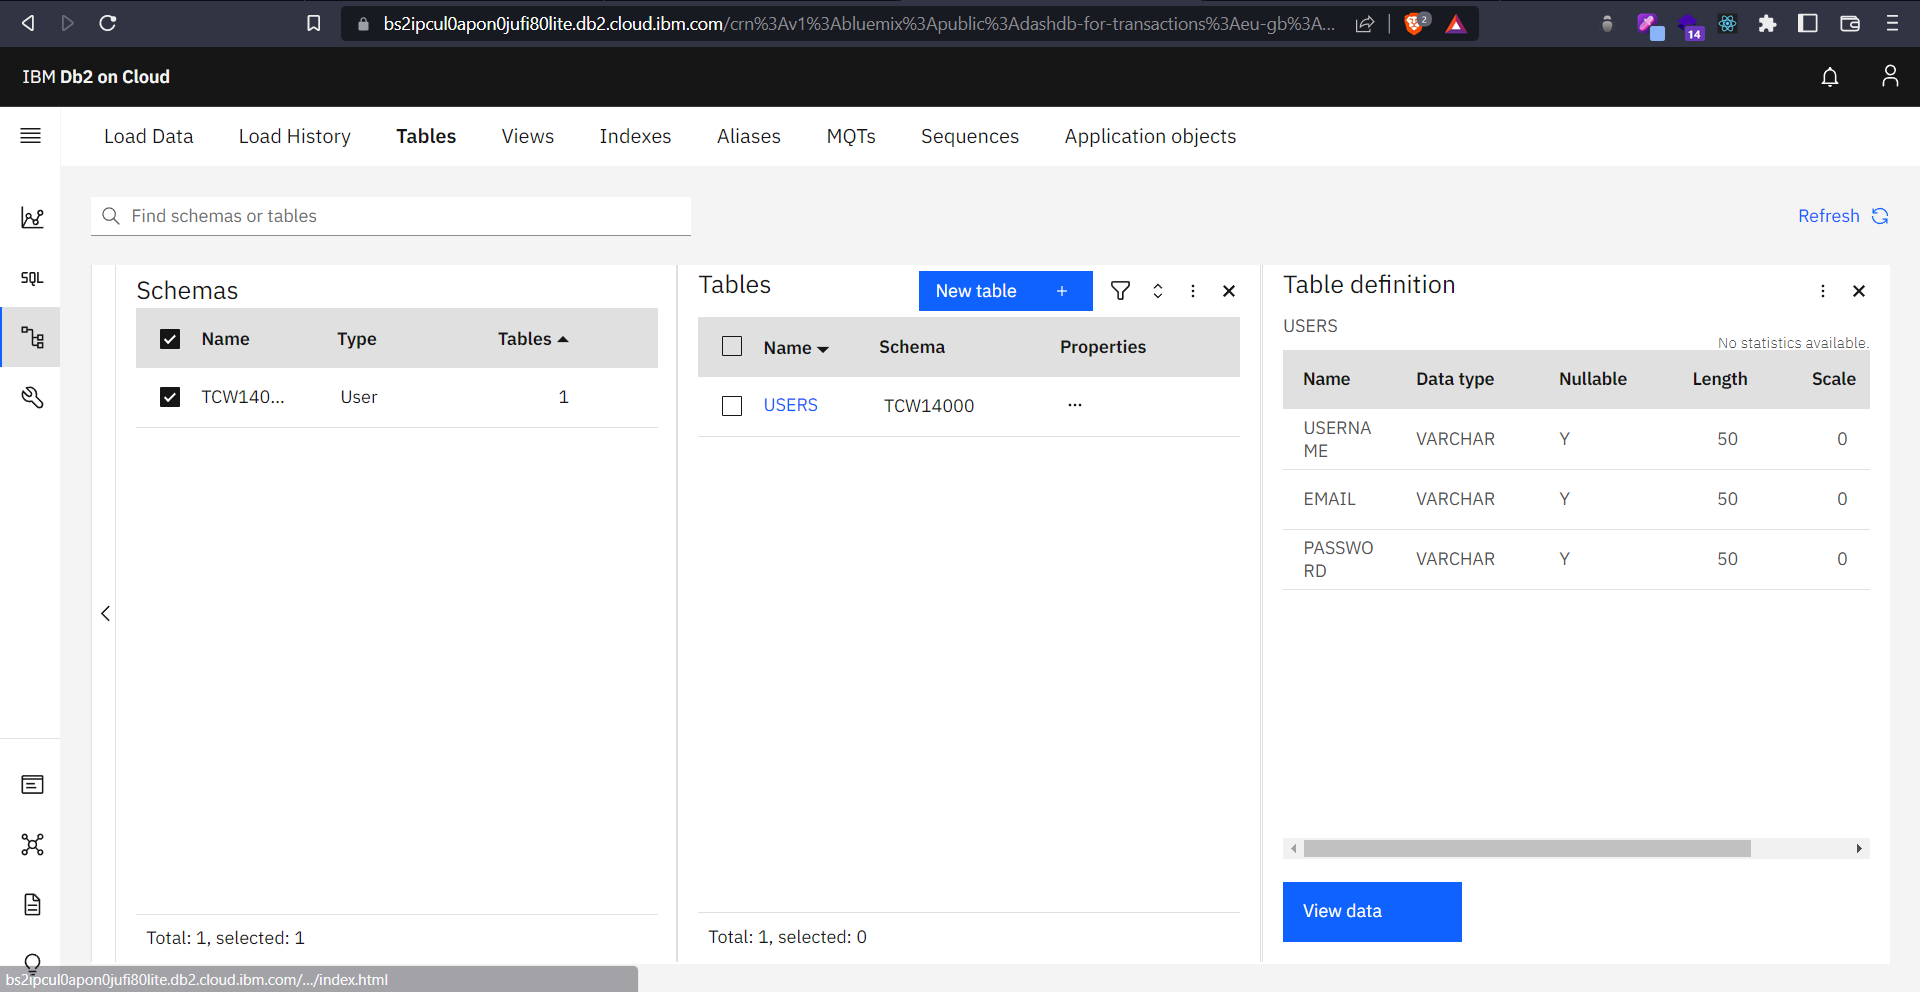 bs2ipcul0apon0jufi80lite.db2.cloud.ibm.com/crn%3Av1%3Abluemix%3Apublic%3Adashdb-for-transactions%3Aeu-gb%3A...
2
14
IBM Db2 on Cloud
Load Data Load History Tables Views Indexes Aliases MQTs Sequences Application objects
Find schemas or tables
Refresh
SQL
Schemas
Name Type Tables
TCW140... User 1
Total: 1, selected: 1
Tables
New table +
Name Schema Properties
USERS TCW14000 ...
Total: 1, selected: 0
Table definition
USERS
No statistics available.
Name Data type Nullable Length Scale
USERNA
ME VARCHAR Y 50 0
EMAIL VARCHAR Y 50 0
PASSWO
RD VARCHAR Y 50 0
View data
bs2ipcul0apon0jufi80lite.db2.cloud.ibm.com/.../index.html